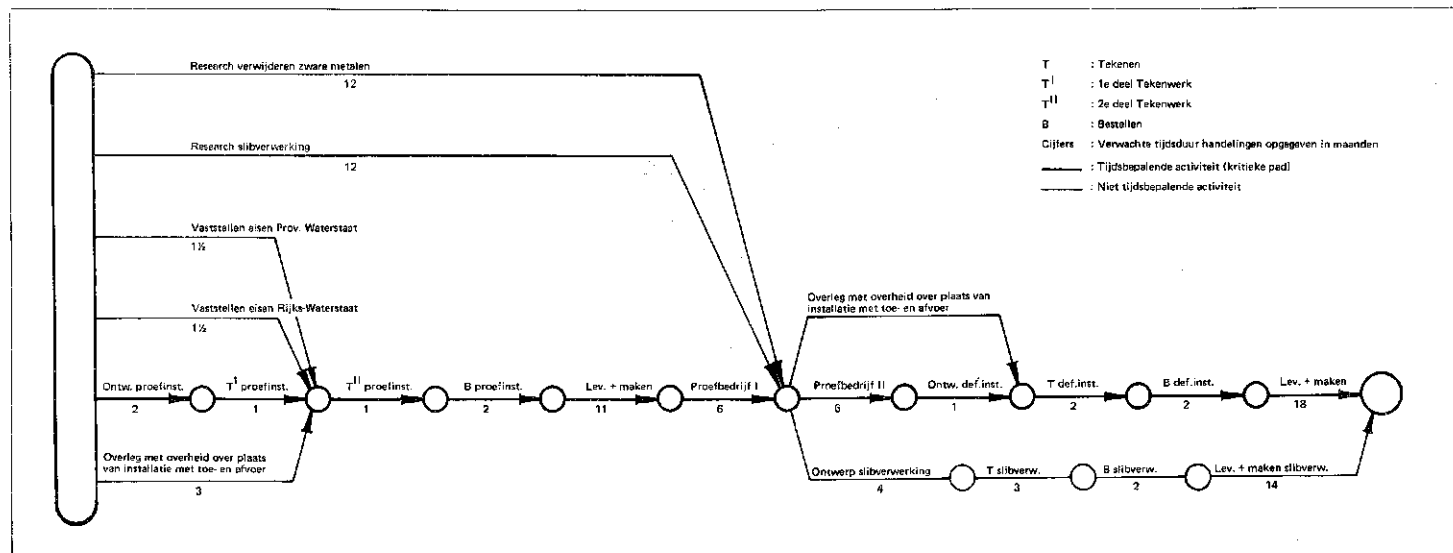 Research verwijderen zware metalen
12
Research slibverwerking
12
Vaststellen eisen Prov. Waterstaat
1½
Vaststellen eisen Rijks-Waterstaat
1½
T : Tekenen
T^I : 1e deel Tekenwerk
T^II : 2e deel Tekenwerk
B : Bestellen
Cijfers : Verwachte tijdsduur handelingen opgegeven in maanden
: Tijdsbepalende activiteit (kritieke pad)
: Niet tijdsbepalende activiteit
Overleg met overheid over plaats van
installatie met toe- en afvoer
Ontw. proefinst.
2
T^I proefinst.
1
T^II proefinst.
1
B proefinst.
2
Lev. + maken
11
Proefbedrijf I
6
Proefbedrijf II
6
Ontw. def.inst.
1
T def.inst.
2
B def.inst.
2
Lev. + maken
18
Overleg met overheid over plaats
van installatie met toe- en afvoer
3
Ontwerp slibverwerking
4
T slibverw.
3
B slibverw.
2
Lev. + maken slibverw.
14